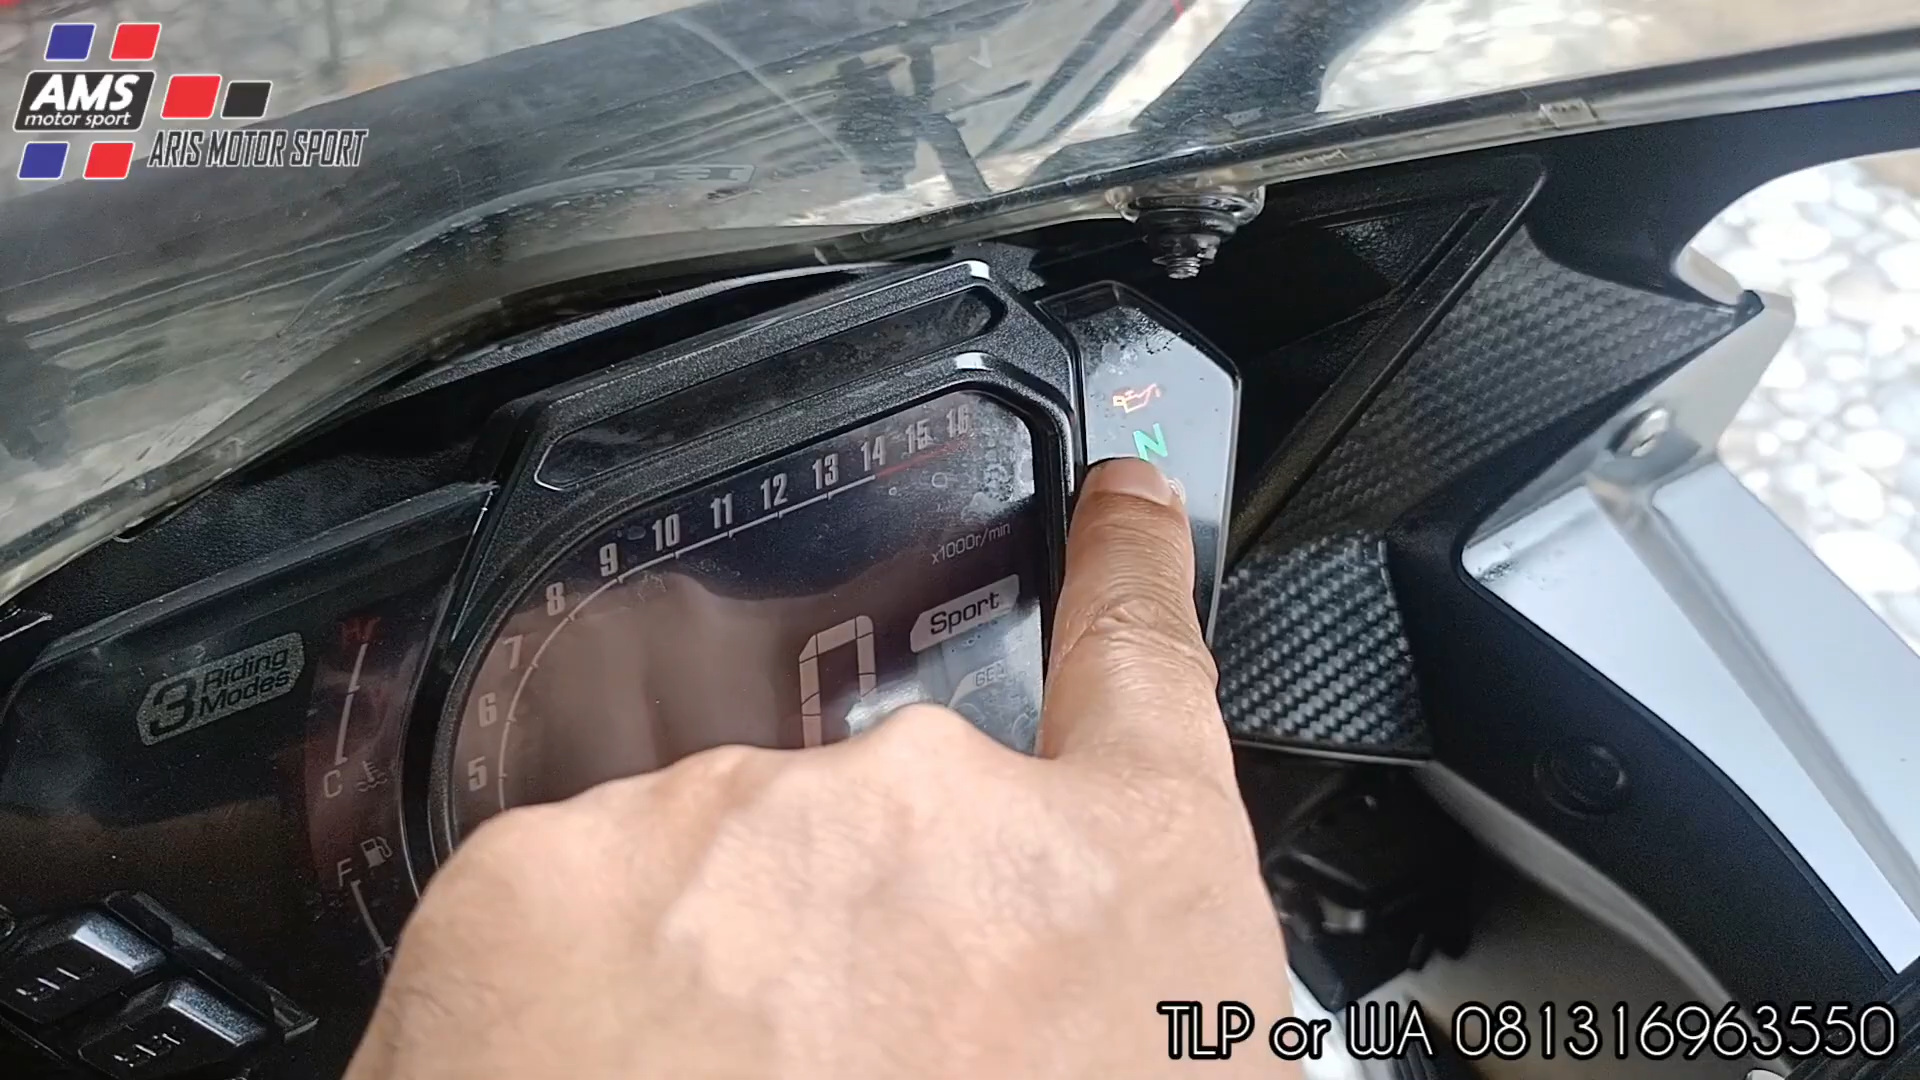 AMS
motor sport
ARIS MOTOR SPORT
16
15
14
13
12
11
10
9
8
7
6
5
x1000r/min
N
Sport
0
3 Riding
Modes
C
F
TLP or WA 081316963550